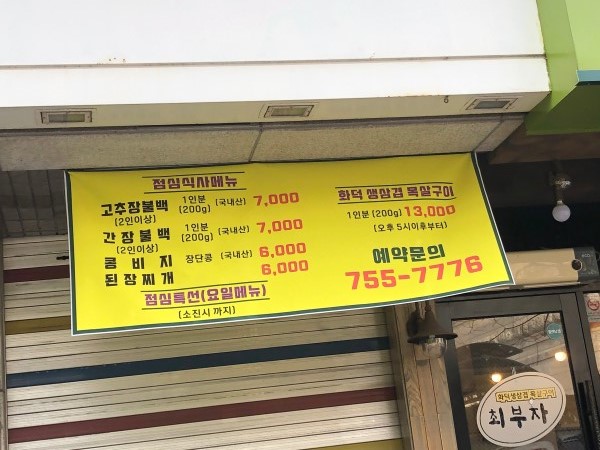 점심식사메뉴
고추장불백 1인분 (200g) (국내산) 7,000
(2인이상)
간장불백 1인분 (200g) (국내산) 7,000
(2인이상)
콩비지 장단콩 (국내산) 6,000
된장찌개 6,000
점심특선(요일메뉴)
(소진시 까지)
화덕 생삼겹 목살구이
1인분 (200g) 13,000
(오후 5시이후부터)
예약문의
755-7776
화덕생삼겹 목살구이
최부자